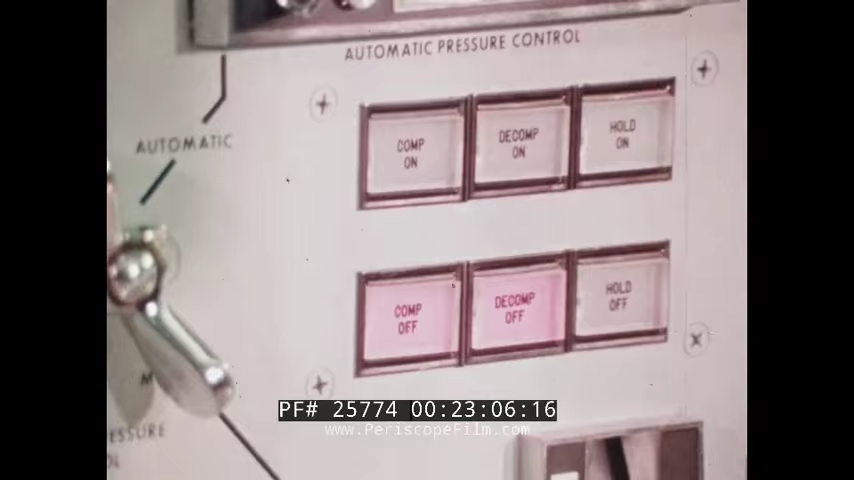 AUTOMATIC PRESSURE CONTROL
AUTOMATIC
COMP
ON
DECOMP
ON
HOLD
ON
COMP
OFF
DECOMP
OFF
HOLD
OFF
PF# 25774 00:23:06:16
www.PeriscopeFilm.com